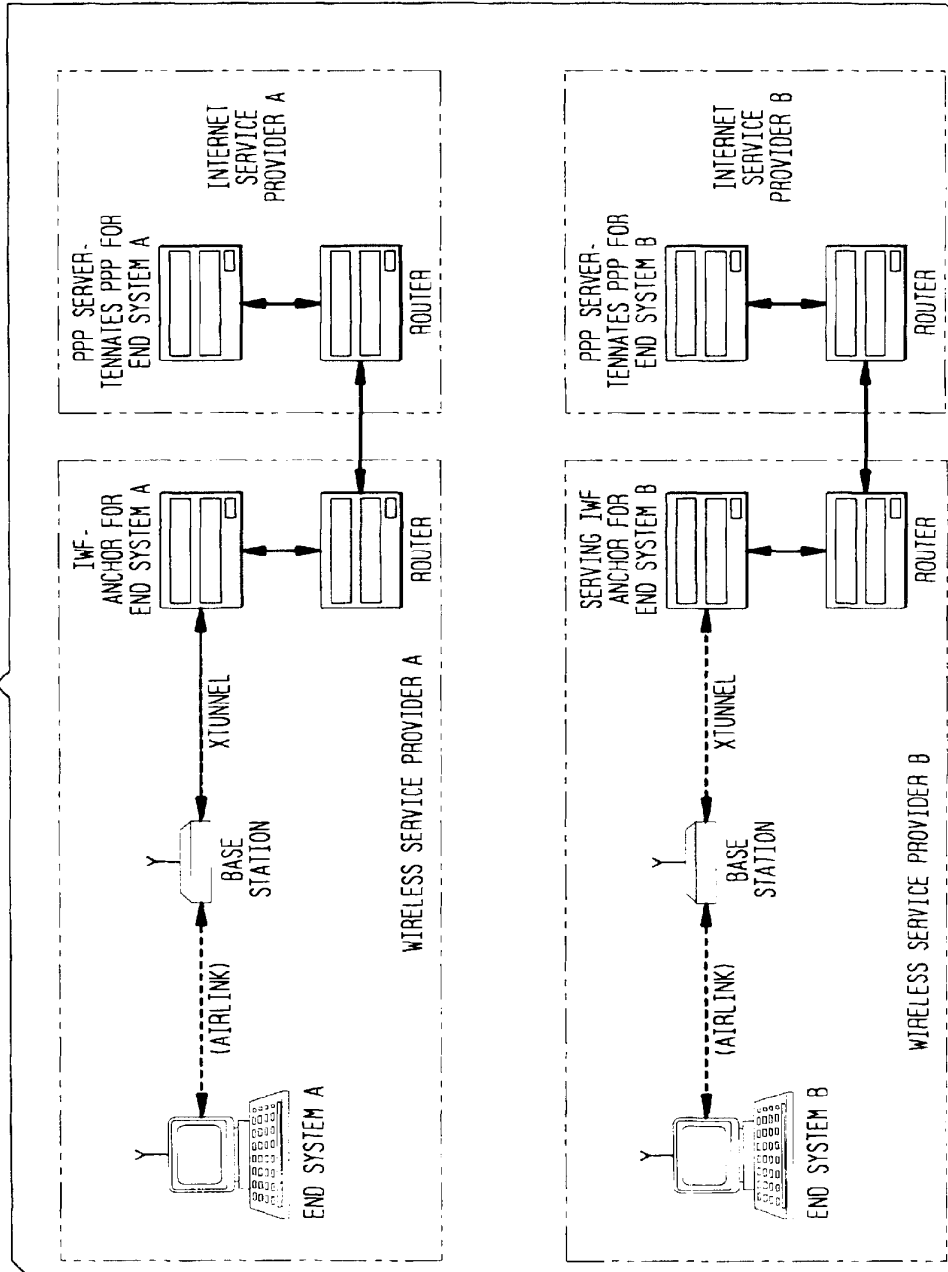 END SYSTEM A
(AIRLINK)
BASE
STATION
XTUNNEL
IWF-
ANCHOR FOR
END SYSTEM A
ROUTER
WIRELESS SERVICE PROVIDER A
PPP SERVER-
TENNATES PPP FOR
END SYSTEM A
ROUTER
INTERNET
SERVICE
PROVIDER A
END SYSTEM B
(AIRLINK)
BASE
STATION
XTUNNEL
SERVING IWF
ANCHOR FOR
END SYSTEM B
ROUTER
WIRELESS SERVICE PROVIDER B
PPP SERVER-
TENNATES PPP FOR
END SYSTEM B
ROUTER
INTERNET
SERVICE
PROVIDER B